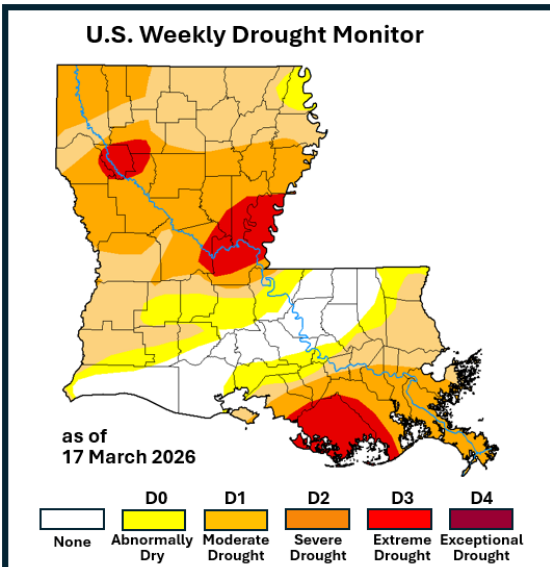 U.S. Weekly Drought Monitor
as of
17 March 2026
D0 D1 D2 D3 D4
None Abnormally Dry Moderate Drought Severe Drought Extreme Drought Exceptional Drought